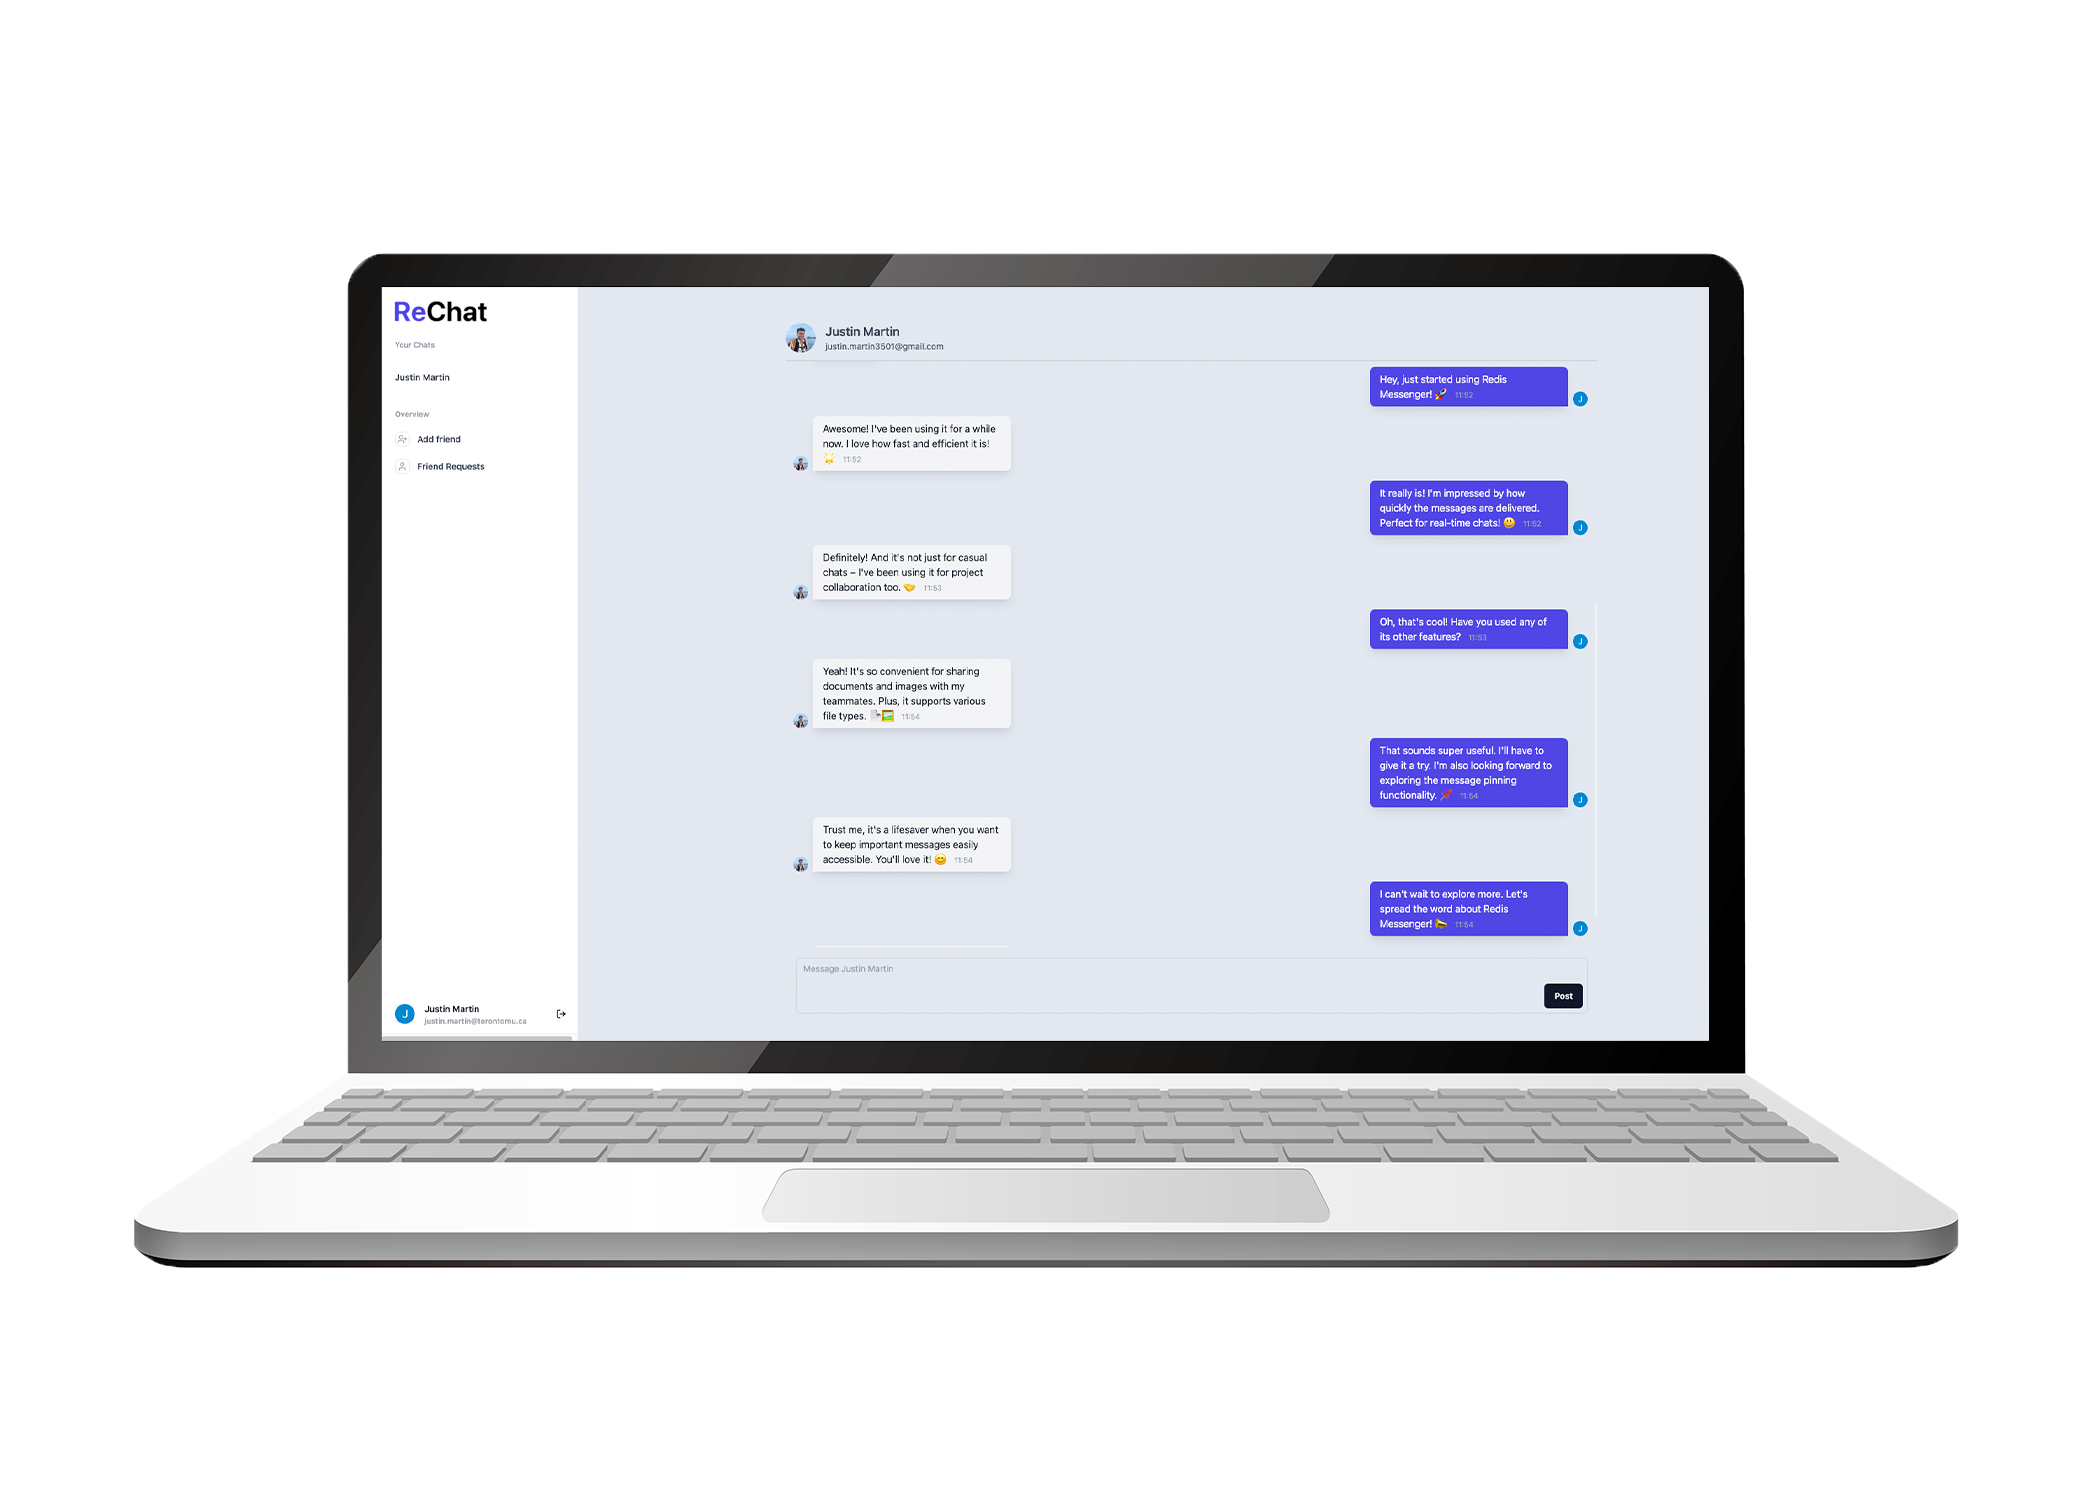 ReChat
Your Chats
Justin Martin
Overview
Add friend
Friend Requests
J
Justin Martin
justin.martin@torontomu.ca
Justin Martin
justin.martin3501@gmail.com
Hey, just started using Redis
Messenger! 🚀 11:52
J
Awesome! I've been using it for a while
now. I love how fast and efficient it is!
🌟 11:52
It really is! I'm impressed by how
quickly the messages are delivered.
Perfect for real-time chats! 😃 11:52
J
Definitely! And it's not just for casual
chats – I've been using it for project
collaboration too. 🤝 11:53
Oh, that's cool! Have you used any of
its other features? 11:53
J
Yeah! It's so convenient for sharing
documents and images with my
teammates. Plus, it supports various
file types. 📄🖼️ 11:54
That sounds super useful. I'll have to
give it a try. I'm also looking forward to
exploring the message pinning
functionality. 📌 11:54
J
Trust me, it's a lifesaver when you want
to keep important messages easily
accessible. You'll love it! 😊 11:54
I can't wait to explore more. Let's
spread the word about Redis
Messenger! 📣 11:54
J
Message Justin Martin
Post